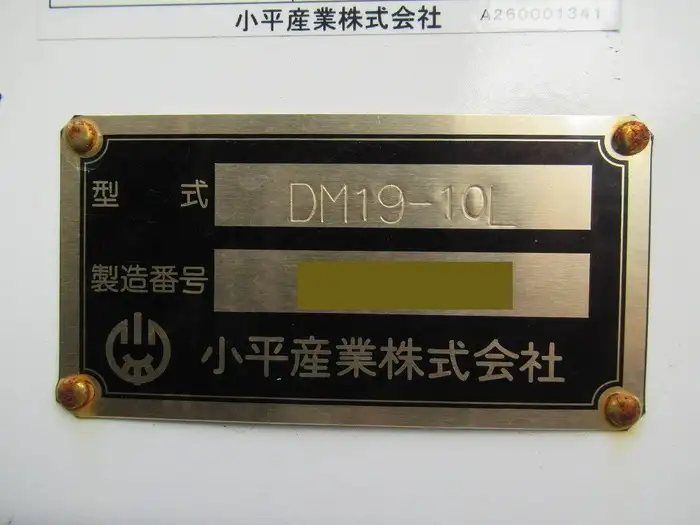 小平産業株式会社 A260001341
型 式 DM19-10L
製造番号
小平産業株式会社